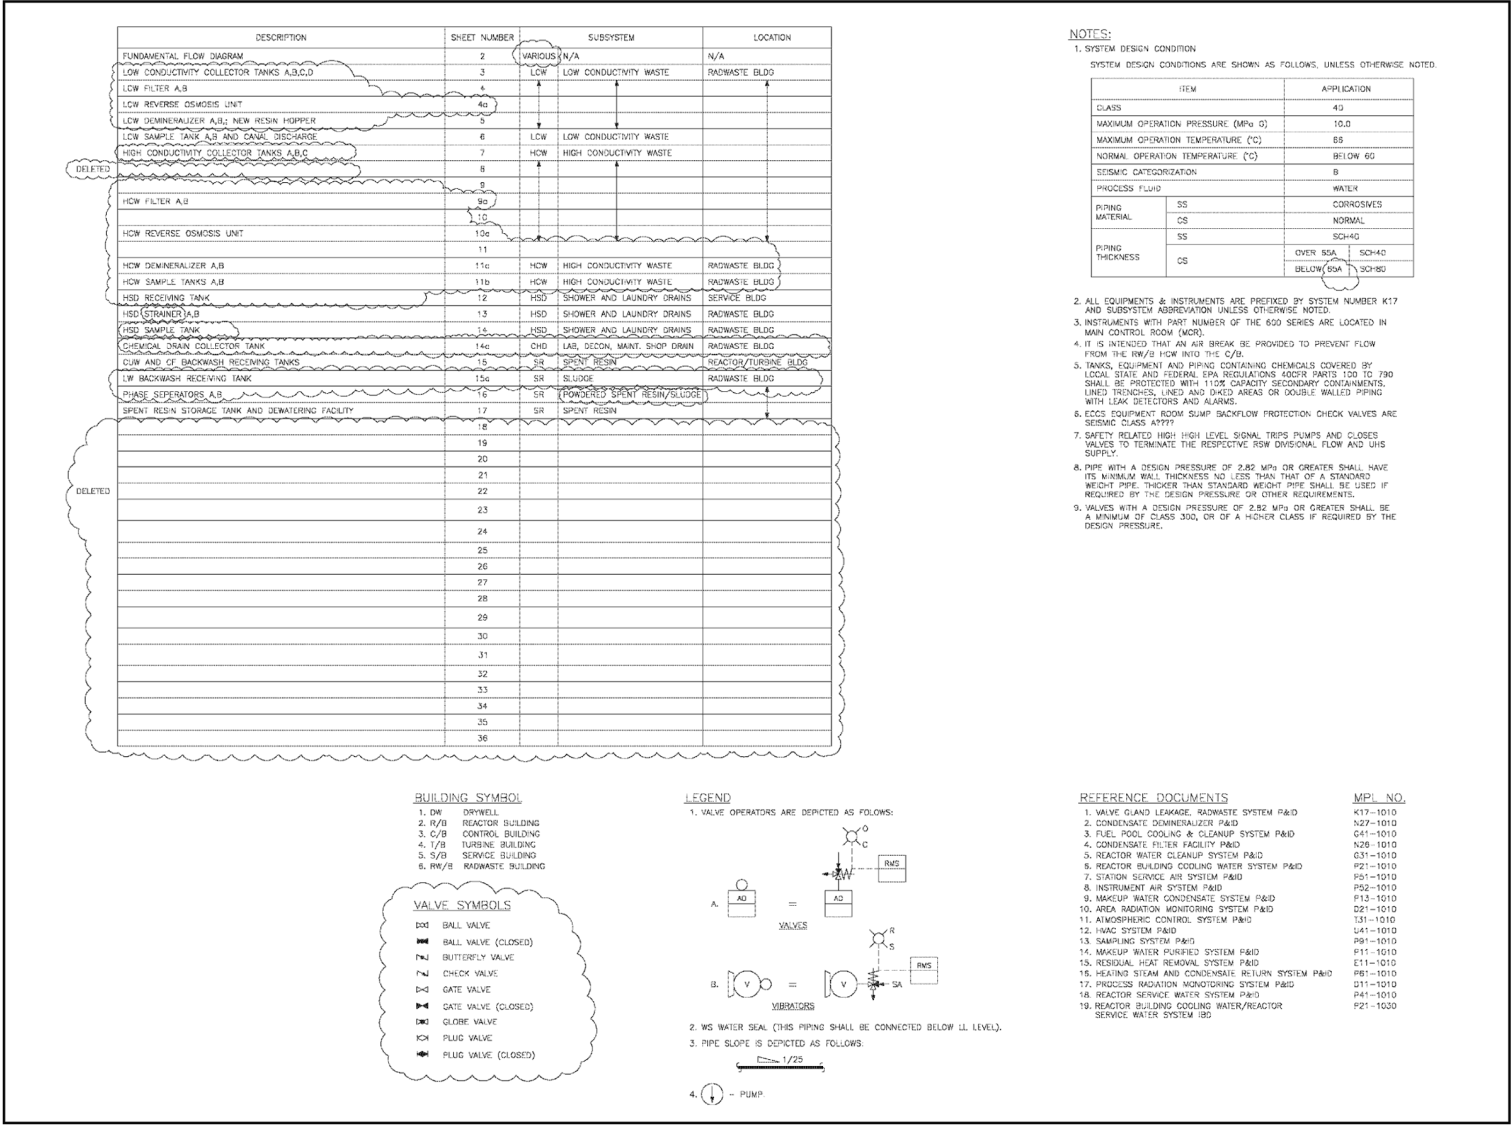 DESCRIPTION SHEET NUMBER SUBSYSTEM LOCATION
FUNDAMENTAL FLOW DIAGRAM 2 VARIOUS N/A N/A
LOW CONDUCTIVITY COLLECTOR TANKS A,B,C,D 3 LCW LOW CONDUCTIVITY WASTE RADWASTE BLDG
LCW FILTER A,B 4
LCW REVERSE OSMOSIS UNIT 4a
LCW DEMINERALIZER A,B,; NEW RESIN HOPPER 5
LCW SAMPLE TANK A,B AND CANAL DISCHARGE 6 LCW LOW CONDUCTIVITY WASTE
HIGH CONDUCTIVITY COLLECTOR TANKS A,B,C 7 HCW HIGH CONDUCTIVITY WASTE
DELETED 8
9
HCW FILTER A,B 9a
10
HCW REVERSE OSMOSIS UNIT 10a
11
HCW DEMINERALIZER A,B 11a HCW HIGH CONDUCTIVITY WASTE RADWASTE BLDG
HCW SAMPLE TANKS A,B 11b HCW HIGH CONDUCTIVITY WASTE RADWASTE BLDG
HSD RECEIVING TANK 12 HSD SHOWER AND LAUNDRY DRAINS SERVICE BLDG
HSD STRAINER A,B 13 HSD SHOWER AND LAUNDRY DRAINS RADWASTE BLDG
HSD SAMPLE TANK 14 HSD SHOWER AND LAUNDRY DRAINS RADWASTE BLDG
CHEMICAL DRAIN COLLECTOR TANK 14a CHD LAB, DECON, MAINT. SHOP DRAIN RADWASTE BLDG
CUW AND CF BACKWASH RECEIVING TANKS 15 SR SPENT RESIN REACTOR/TURBINE BLDG
LW BACKWASH RECEIVING TANK 15a SR SLUDGE RADWASTE BLDG
PHASE SEPERATORS A,B 16 SR POWDERED SPENT RESIN/SLUDGE
SPENT RESIN STORAGE TANK AND DEWATERING FACILITY 17 SR SPENT RESIN
18
19
20
21
DELETED 22
23
24
25
26
27
28
29
30
31
32
33
34
35
36
NOTES:
1. SYSTEM DESIGN CONDITION
SYSTEM DESIGN CONDITIONS ARE SHOWN AS FOLLOWS, UNLESS OTHERWISE NOTED.
ITEM APPLICATION
CLASS 4D
MAXIMUM OPERATION PRESSURE (MPa G) 10.0
MAXIMUM OPERATION TEMPERATURE (°C) 66
NORMAL OPERATION TEMPERATURE (°C) BELOW 60
SEISMIC CATEGORIZATION B
PROCESS FLUID WATER
PIPING MATERIAL SS CORROSIVES
CS NORMAL
PIPING THICKNESS SS SCH40
CS OVER 55A SCH40
BELOW 65A SCH80
2. ALL EQUIPMENTS & INSTRUMENTS ARE PREFIXED BY SYSTEM NUMBER K17
AND SUBSYSTEM ABBREVIATION UNLESS OTHERWISE NOTED.
3. INSTRUMENTS WITH PART NUMBER OF THE 600 SERIES ARE LOCATED IN
MAIN CONTROL ROOM (MCR).
4. IT IS INTENDED THAT AN AIR BREAK BE PROVIDED TO PREVENT FLOW
FROM THE RW/B HCW INTO THE C/B.
5. TANKS, EQUIPMENT AND PIPING CONTAINING CHEMICALS COVERED BY
LOCAL STATE AND FEDERAL EPA REGULATIONS 40CFR PARTS 100 TO 790
SHALL BE PROTECTED WITH 110% CAPACITY SECONDARY CONTAINMENTS,
LINED TRENCHES, LINED AND DIKED AREAS OR DOUBLE WALLED PIPING
WITH LEAK DETECTORS AND ALARMS.
6. ECCS EQUIPMENT ROOM SUMP BACKFLOW PROTECTION CHECK VALVES ARE
SEISMIC CLASS A????
7. SAFETY RELATED HIGH HIGH LEVEL SIGNAL TRIPS PUMPS AND CLOSES
VALVES TO TERMINATE THE RESPECTIVE RSW DIVISIONAL FLOW AND UHS
SUPPLY.
8. PIPE WITH A DESIGN PRESSURE OF 2.82 MPa OR GREATER SHALL HAVE
ITS MINIMUM WALL THICKNESS NO LESS THAN THAT OF A STANDARD
WEIGHT PIPE. THICKER THAN STANDARD WEIGHT PIPE SHALL BE USED IF
REQUIRED BY THE DESIGN PRESSURE OR OTHER REQUIREMENTS.
9. VALVES WITH A DESIGN PRESSURE OF 2.82 MPa OR GREATER SHALL BE
A MINIMUM OF CLASS 300, OR OF A HIGHER CLASS IF REQUIRED BY THE
DESIGN PRESSURE.
BUILDING SYMBOL
1. DW DRYWELL
2. R/B REACTOR BUILDING
3. C/B CONTROL BUILDING
4. T/B TURBINE BUILDING
5. S/B SERVICE BUILDING
6. RW/B RADWASTE BUILDING
VALVE SYMBOLS
BALL VALVE
BALL VALVE (CLOSED)
BUTTERFLY VALVE
CHECK VALVE
GATE VALVE
GATE VALVE (CLOSED)
GLOBE VALVE
PLUG VALVE
PLUG VALVE (CLOSED)
LEGEND
1. VALVE OPERATORS ARE DEPICTED AS FOLOWS:
O
C
RMS
A. AO = AO
VALVES
R
S
RMS
B. V = V SA
VIBRATORS
2. WS WATER SEAL (THIS PIPING SHALL BE CONNECTED BELOW LL LEVEL).
3. PIPE SLOPE IS DEPICTED AS FOLLOWS:
1/25
4. – PUMP
REFERENCE DOCUMENTS MPL NO.
1. VALVE GLAND LEAKAGE, RADWASTE SYSTEM P&ID K17-1010
2. CONDENSATE DEMINERALIZER P&ID N27-1010
3. FUEL POOL COOLING & CLEANUP SYSTEM P&ID G41-1010
4. CONDENSATE FILTER FACILITY P&ID N26-1010
5. REACTOR WATER CLEANUP SYSTEM P&ID G31-1010
6. REACTOR BUILDING COOLING WATER SYSTEM P&ID P21-1010
7. STATION SERVICE AIR SYSTEM P&ID P51-1010
8. INSTRUMENT AIR SYSTEM P&ID P52-1010
9. MAKEUP WATER CONDENSATE SYSTEM P&ID P13-1010
10. AREA RADIATION MONITORING SYSTEM P&ID D21-1010
11. ATMOSPHERIC CONTROL SYSTEM P&ID T31-1010
12. HVAC SYSTEM P&ID U41-1010
13. SAMPLING SYSTEM P&ID P91-1010
14. MAKEUP WATER PURIFIED SYSTEM P&ID P11-1010
15. RESIDUAL HEAT REMOVAL SYSTEM P&ID E11-1010
16. HEATING STEAM AND CONDENSATE RETURN SYSTEM P&ID P61-1010
17. PROCESS RADIATION MONOTORING SYSTEM P&ID D11-1010
18. REACTOR SERVICE WATER SYSTEM P&ID P41-1010
19. REACTOR BUILDING COOLING WATER/REACTOR P21-1030
SERVICE WATER SYSTEM IBD